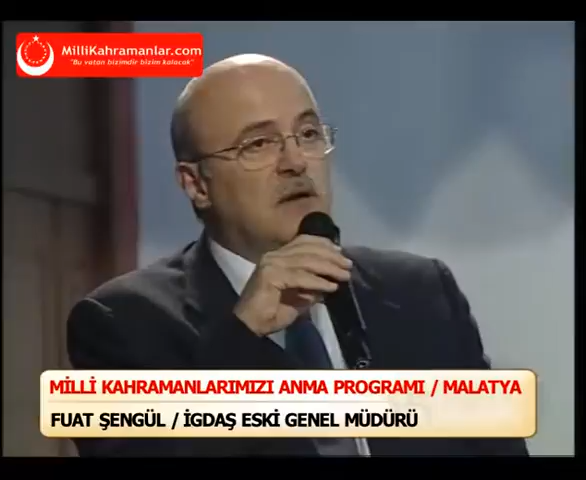 MilliKahramanlar.com
"Bu vatan bizimdir bizim kalacak"
MİLLİ KAHRAMANLARIMIZI ANMA PROGRAMI / MALATYA
FUAT ŞENGÜL / İGDAŞ ESKİ GENEL MÜDÜRÜ